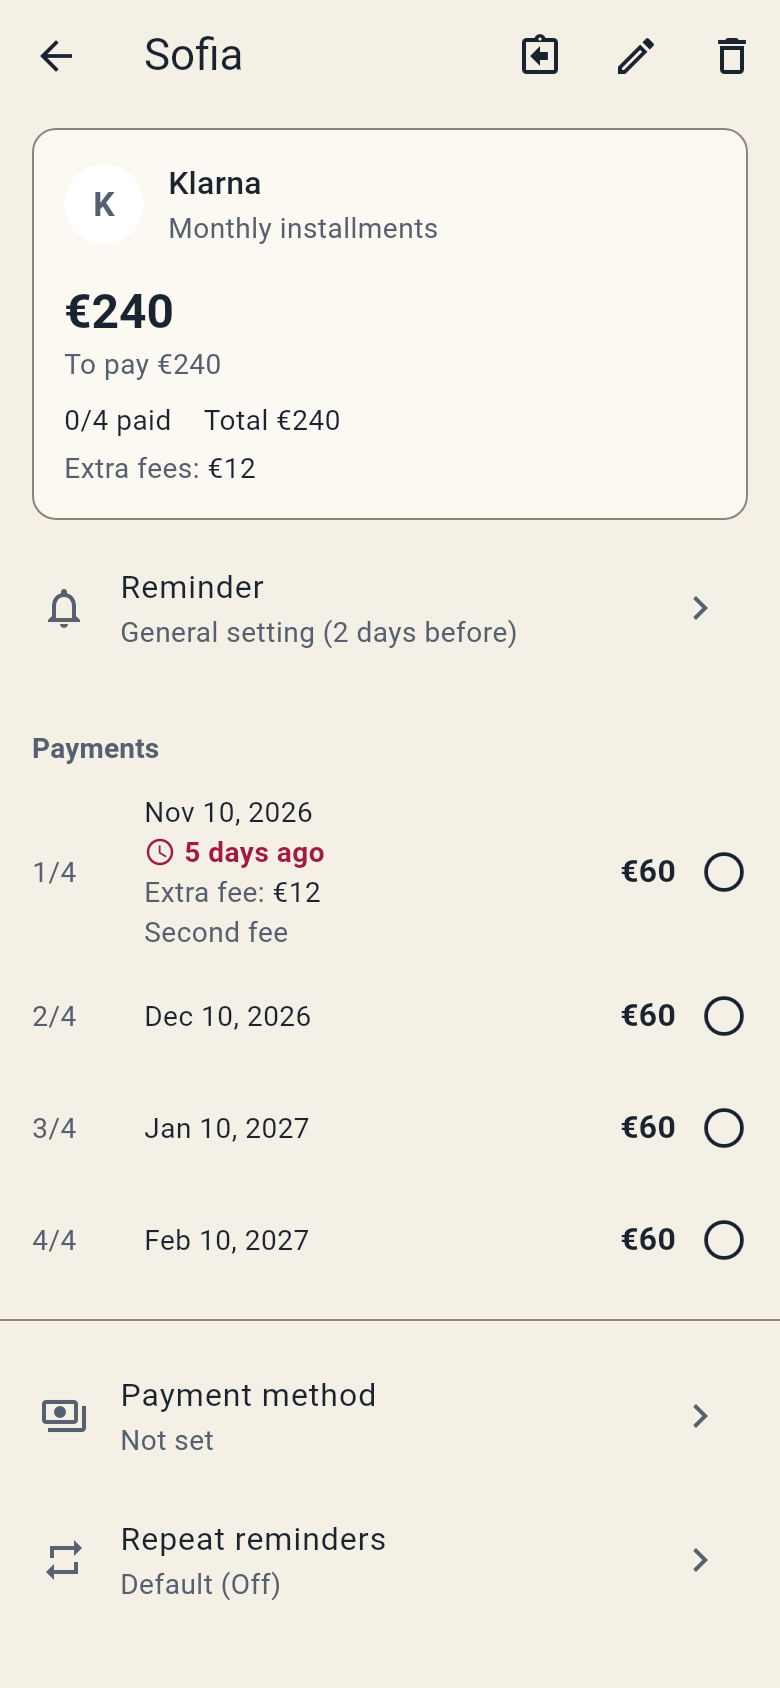 Sofia
K
Klarna
Monthly installments
€240
To pay €240
0/4 paid Total €240
Extra fees: €12
Reminder
General setting (2 days before)
Payments
1/4
Nov 10, 2026
5 days ago
Extra fee: €12
Second fee
€60
2/4 Dec 10, 2026 €60
3/4 Jan 10, 2027 €60
4/4 Feb 10, 2027 €60
Payment method
Not set
Repeat reminders
Default (Off)